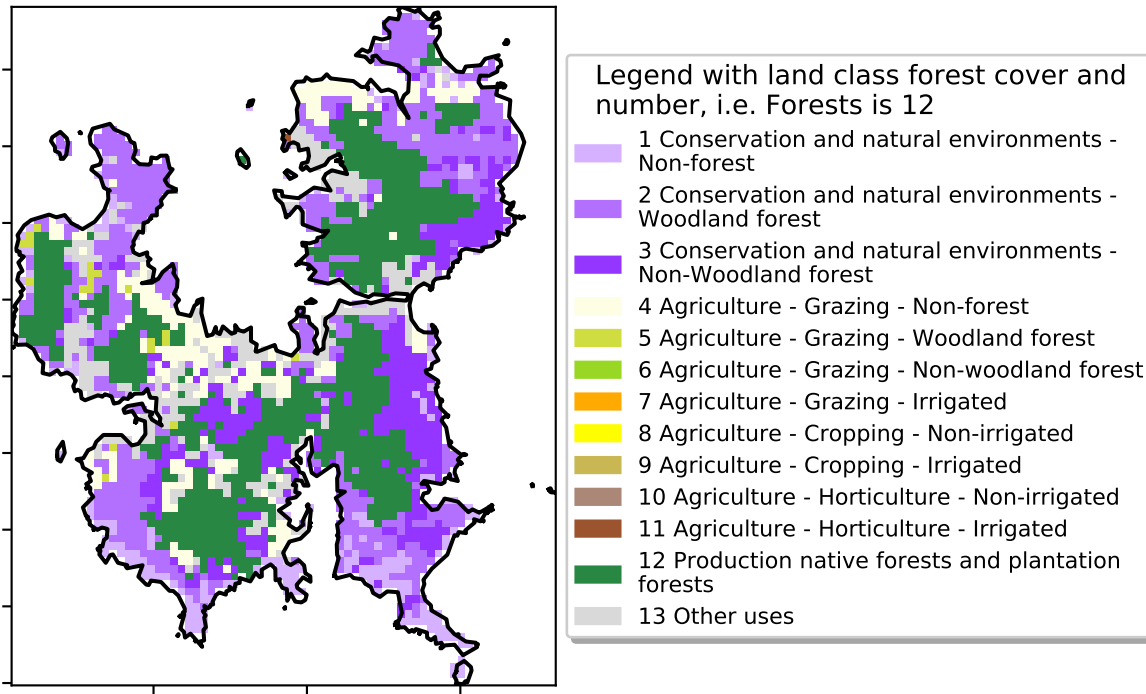 Legend with land class forest cover and
number, i.e. Forests is 12
1 Conservation and natural environments -
Non-forest
2 Conservation and natural environments -
Woodland forest
3 Conservation and natural environments -
Non-Woodland forest
4 Agriculture - Grazing - Non-forest
5 Agriculture - Grazing - Woodland forest
6 Agriculture - Grazing - Non-woodland forest
7 Agriculture - Grazing - Irrigated
8 Agriculture - Cropping - Non-irrigated
9 Agriculture - Cropping - Irrigated
10 Agriculture - Horticulture - Non-irrigated
11 Agriculture - Horticulture - Irrigated
12 Production native forests and plantation
forests
13 Other uses